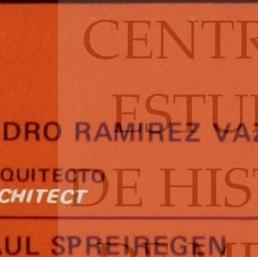 CENTR
ESTU
DRO RAMIREZ VAZ
QUITECTO
CHITECT
DE HIST
AUL SPREIREGEN